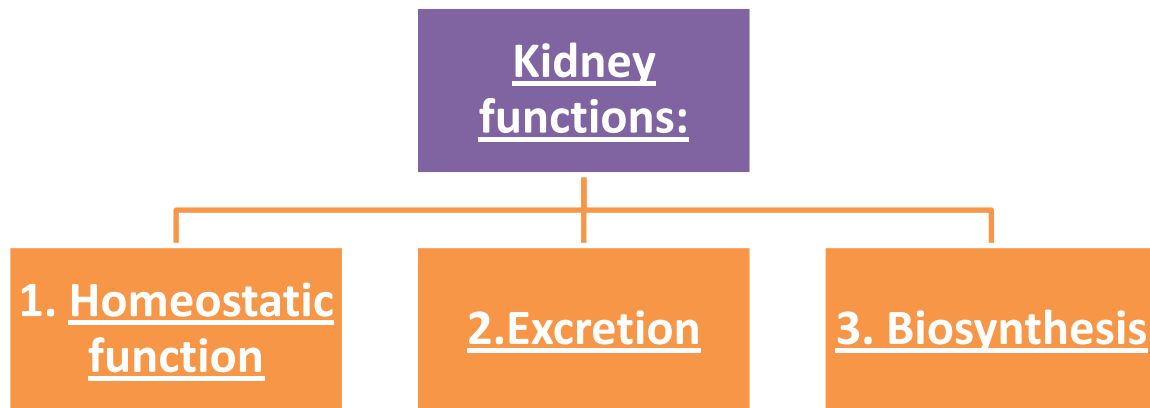 Kidney
functions:
1. Homeostatic
function
2.Excretion
3. Biosynthesis